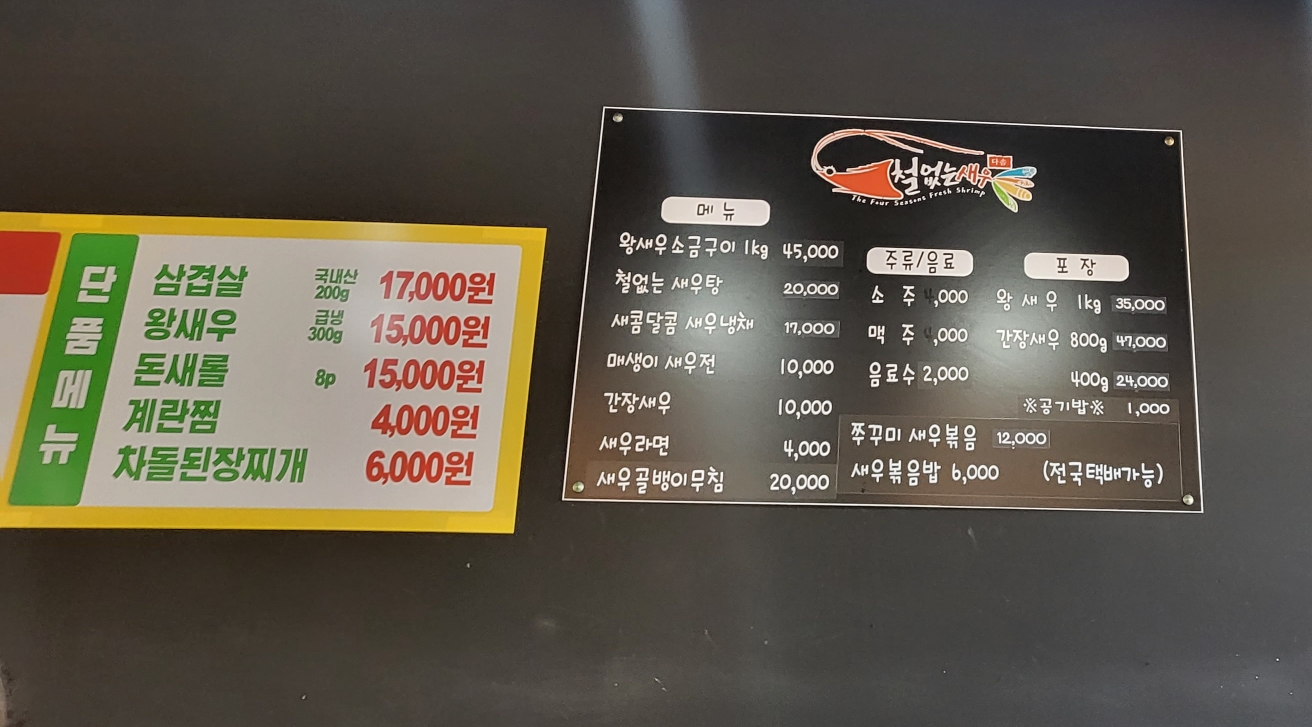 단품메뉴
삼겹살 국내산 200g 17,000원
왕새우 급냉 300g 15,000원
돈새롤 8p 15,000원
계란찜 4,000원
차돌된장찌개 6,000원
철없는새우 다솜
The Four Seasons Fresh Shrimp
메뉴
왕새우소금구이 1kg 45,000
철없는 새우탕 20,000
새콤달콤 새우냉채 17,000
매생이 새우전 10,000
간장새우 10,000
새우라면 4,000
새우골뱅이무침 20,000
주류/음료
소주 ,000
맥주 ,000
음료수 2,000
포장
왕새우 1kg 35,000
간장새우 800g 47,000
400g 24,000
※공기밥※ 1,000
쭈꾸미 새우볶음 12,000
새우볶음밥 6,000 (전국택배가능)